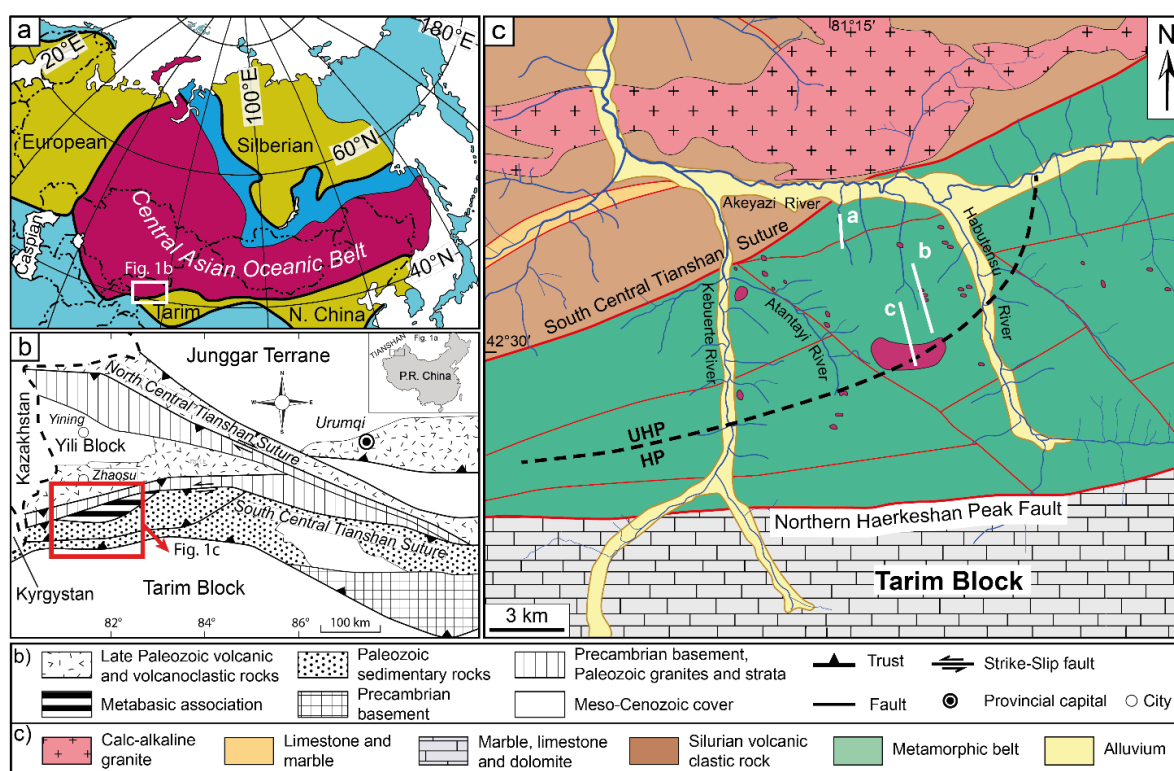 a
20°E
180°E
100°E
European
Silberian
60°N
Caspian
Central Asian Oceanic Belt
40°N
Fig. 1b
Tarim
N. China
b
Junggar Terrane
TIANSHAN
Fig. 1a
P.R. China
N
W
E
S
Kazakhstan
North Central Tianshan Suture
Yining
Yili Block
Urumqi
Zhaosu
South Central Tianshan Suture
Fig. 1c
Tarim Block
Kyrgystan
82°
84°
86°
100 km
c
81°15′
N
Akeyazi River
South Central Tianshan Suture
a
b
c
Habutensu River
Kebuerte River
Atantayi River
42°30′
UHP
HP
Northern Haerkeshan Peak Fault
Tarim Block
3 km
b)
Late Paleozoic volcanic
and volcanoclastic rocks
Paleozoic
sedimentary rocks
Precambrian basement,
Paleozoic granites and strata
Trust
Strike-Slip fault
Metabasic association
Precambrian
basement
Meso-Cenozoic cover
Fault
Provincial capital
City
c)
Calc-alkaline
granite
Limestone and
marble
Marble, limestone
and dolomite
Silurian volcanic
clastic rock
Metamorphic belt
Alluvium